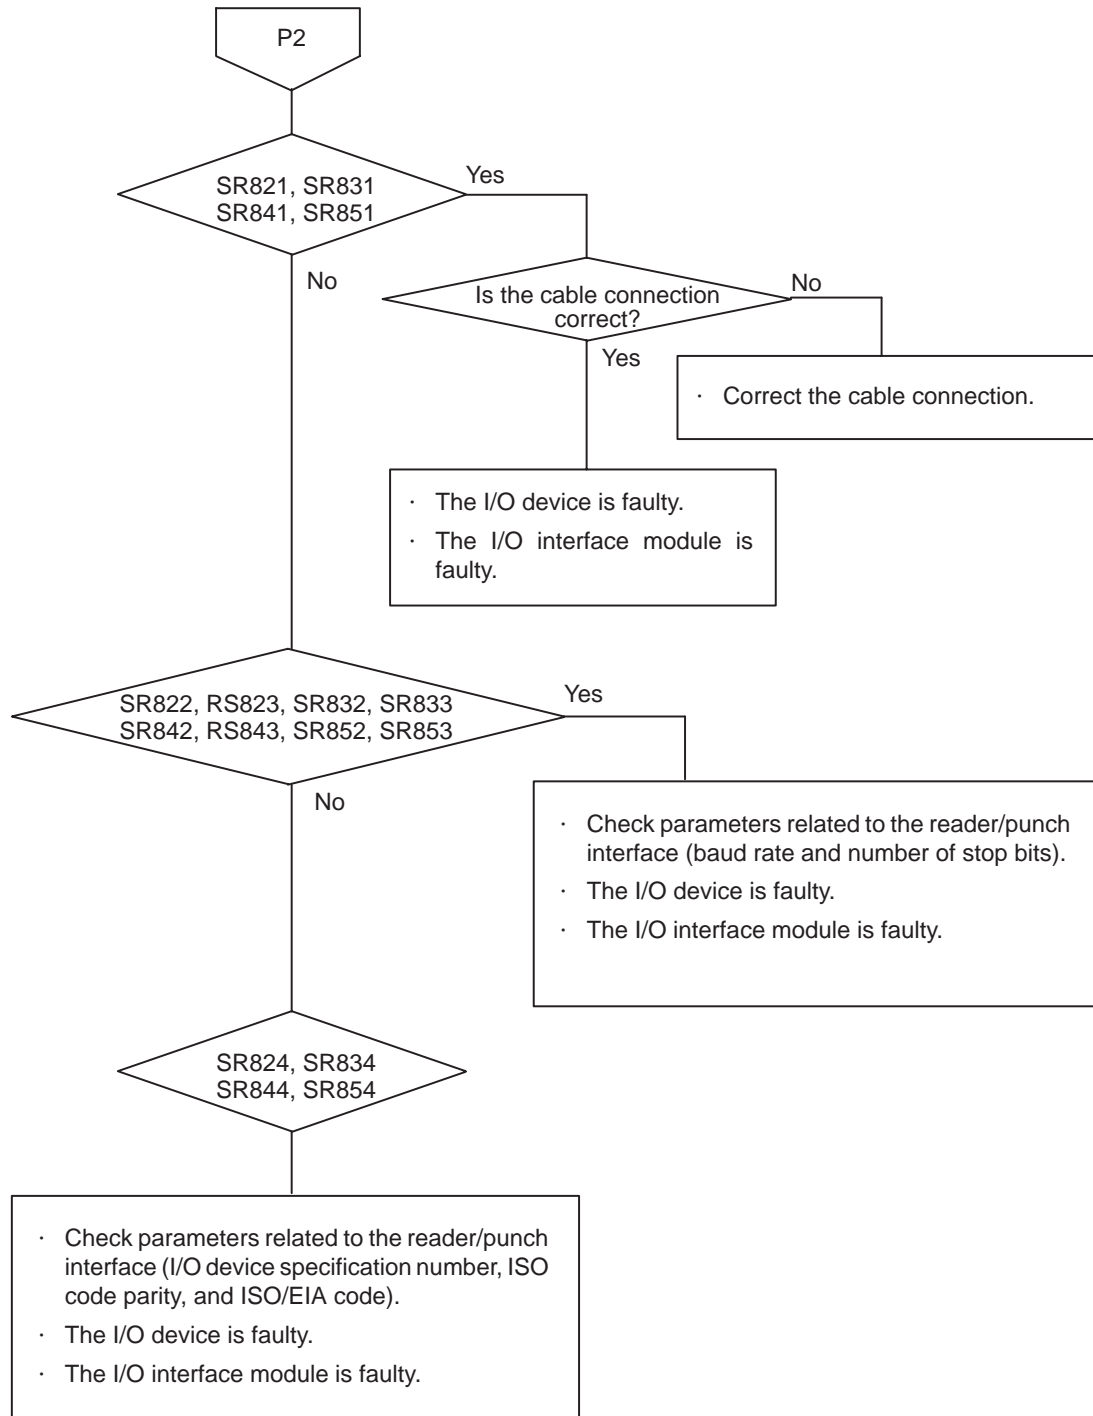 P2
SR821, SR831
SR841, SR851
Yes
No
Is the cable connection
correct?
No
Yes
· Correct the cable connection.
· The I/O device is faulty.
· The I/O interface module is
faulty.
SR822, RS823, SR832, SR833
SR842, RS843, SR852, SR853
Yes
No
· Check parameters related to the reader/punch
interface (baud rate and number of stop bits).
· The I/O device is faulty.
· The I/O interface module is faulty.
SR824, SR834
SR844, SR854
· Check parameters related to the reader/punch
interface (I/O device specification number, ISO
code parity, and ISO/EIA code).
· The I/O device is faulty.
· The I/O interface module is faulty.